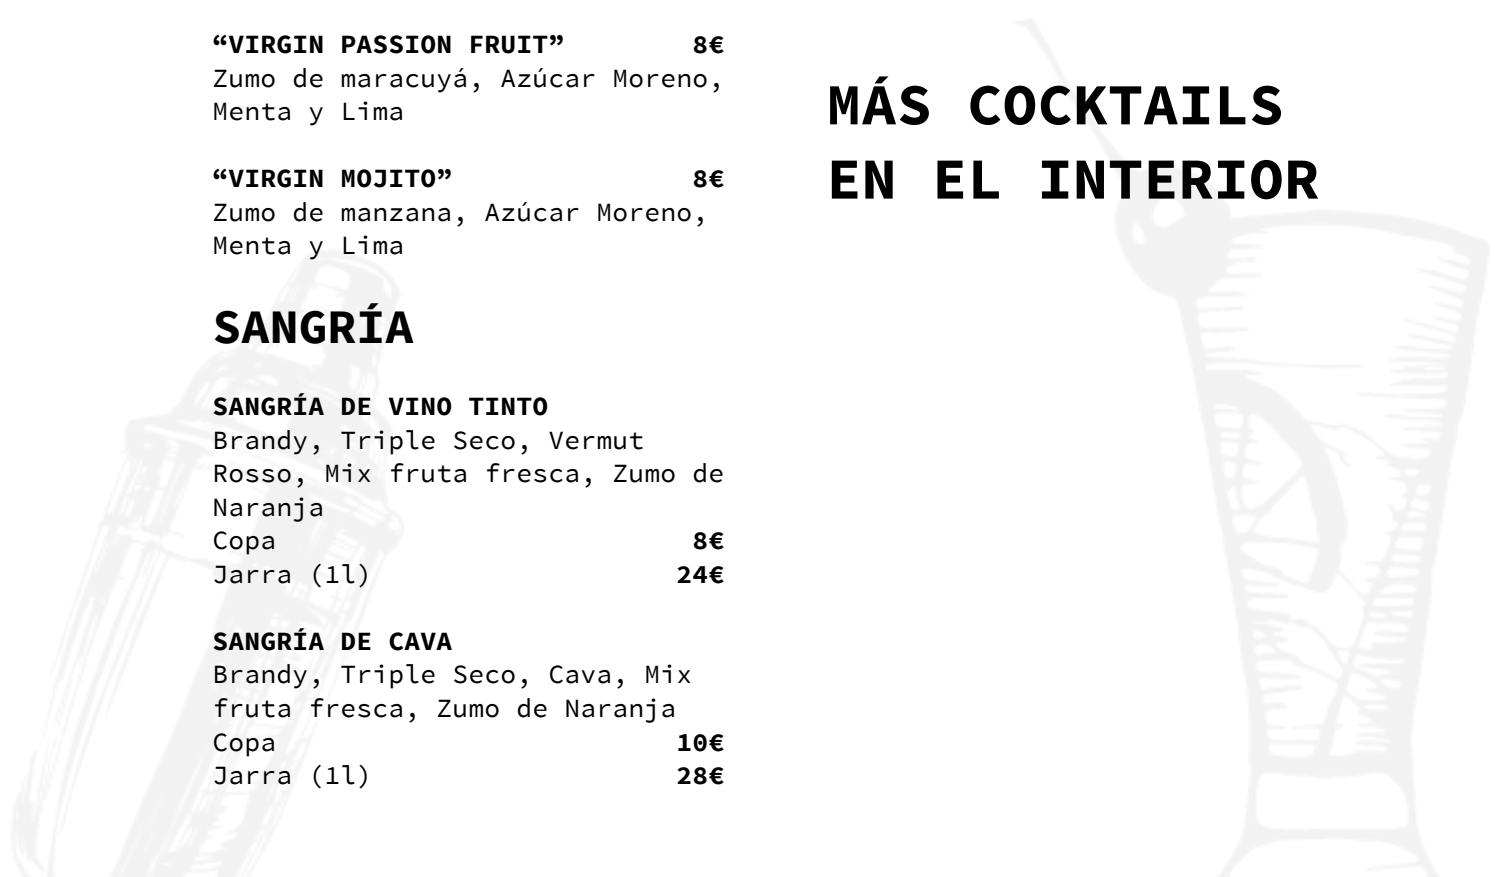 “VIRGIN PASSION FRUIT” 8€
Zumo de maracuyá, Azúcar Moreno,
Menta y Lima
“VIRGIN MOJITO” 8€
Zumo de manzana, Azúcar Moreno,
Menta y Lima
SANGRÍA
SANGRÍA DE VINO TINTO
Brandy, Triple Seco, Vermut
Rosso, Mix fruta fresca, Zumo de
Naranja
Copa 8€
Jarra (1l) 24€
SANGRÍA DE CAVA
Brandy, Triple Seco, Cava, Mix
fruta fresca, Zumo de Naranja
Copa 10€
Jarra (1l) 28€
MÁS COCKTAILS
EN EL INTERIOR